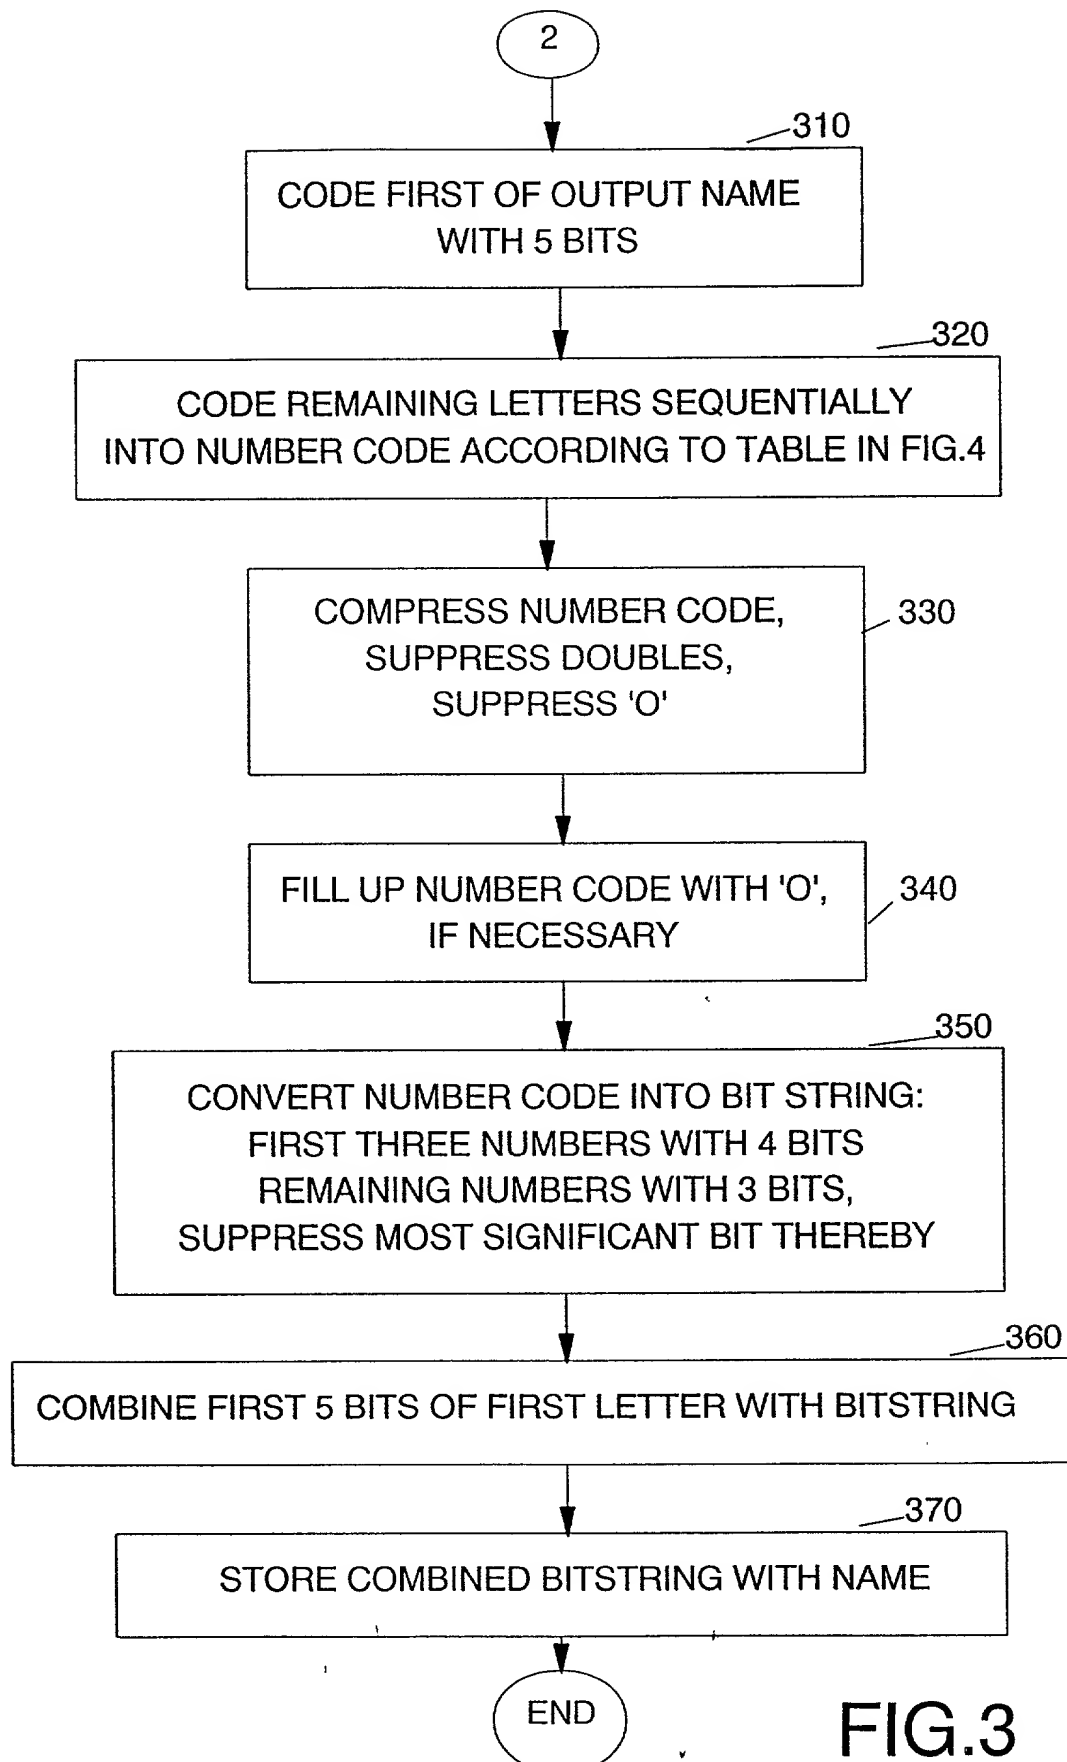 2
310
CODE FIRST OF OUTPUT NAME
WITH 5 BITS
320
CODE REMAINING LETTERS SEQUENTIALLY
INTO NUMBER CODE ACCORDING TO TABLE IN FIG.4
COMPRESS NUMBER CODE,
330
SUPPRESS DOUBLES,
SUPPRESS 'O'
FILL UP NUMBER CODE WITH 'O',
340
IF NECESSARY
350
CONVERT NUMBER CODE INTO BIT STRING:
FIRST THREE NUMBERS WITH 4 BITS
REMAINING NUMBERS WITH 3 BITS,
SUPPRESS MOST SIGNIFICANT BIT THEREBY
360
COMBINE FIRST 5 BITS OF FIRST LETTER WITH BITSTRING
370
STORE COMBINED BITSTRING WITH NAME
END
FIG.3